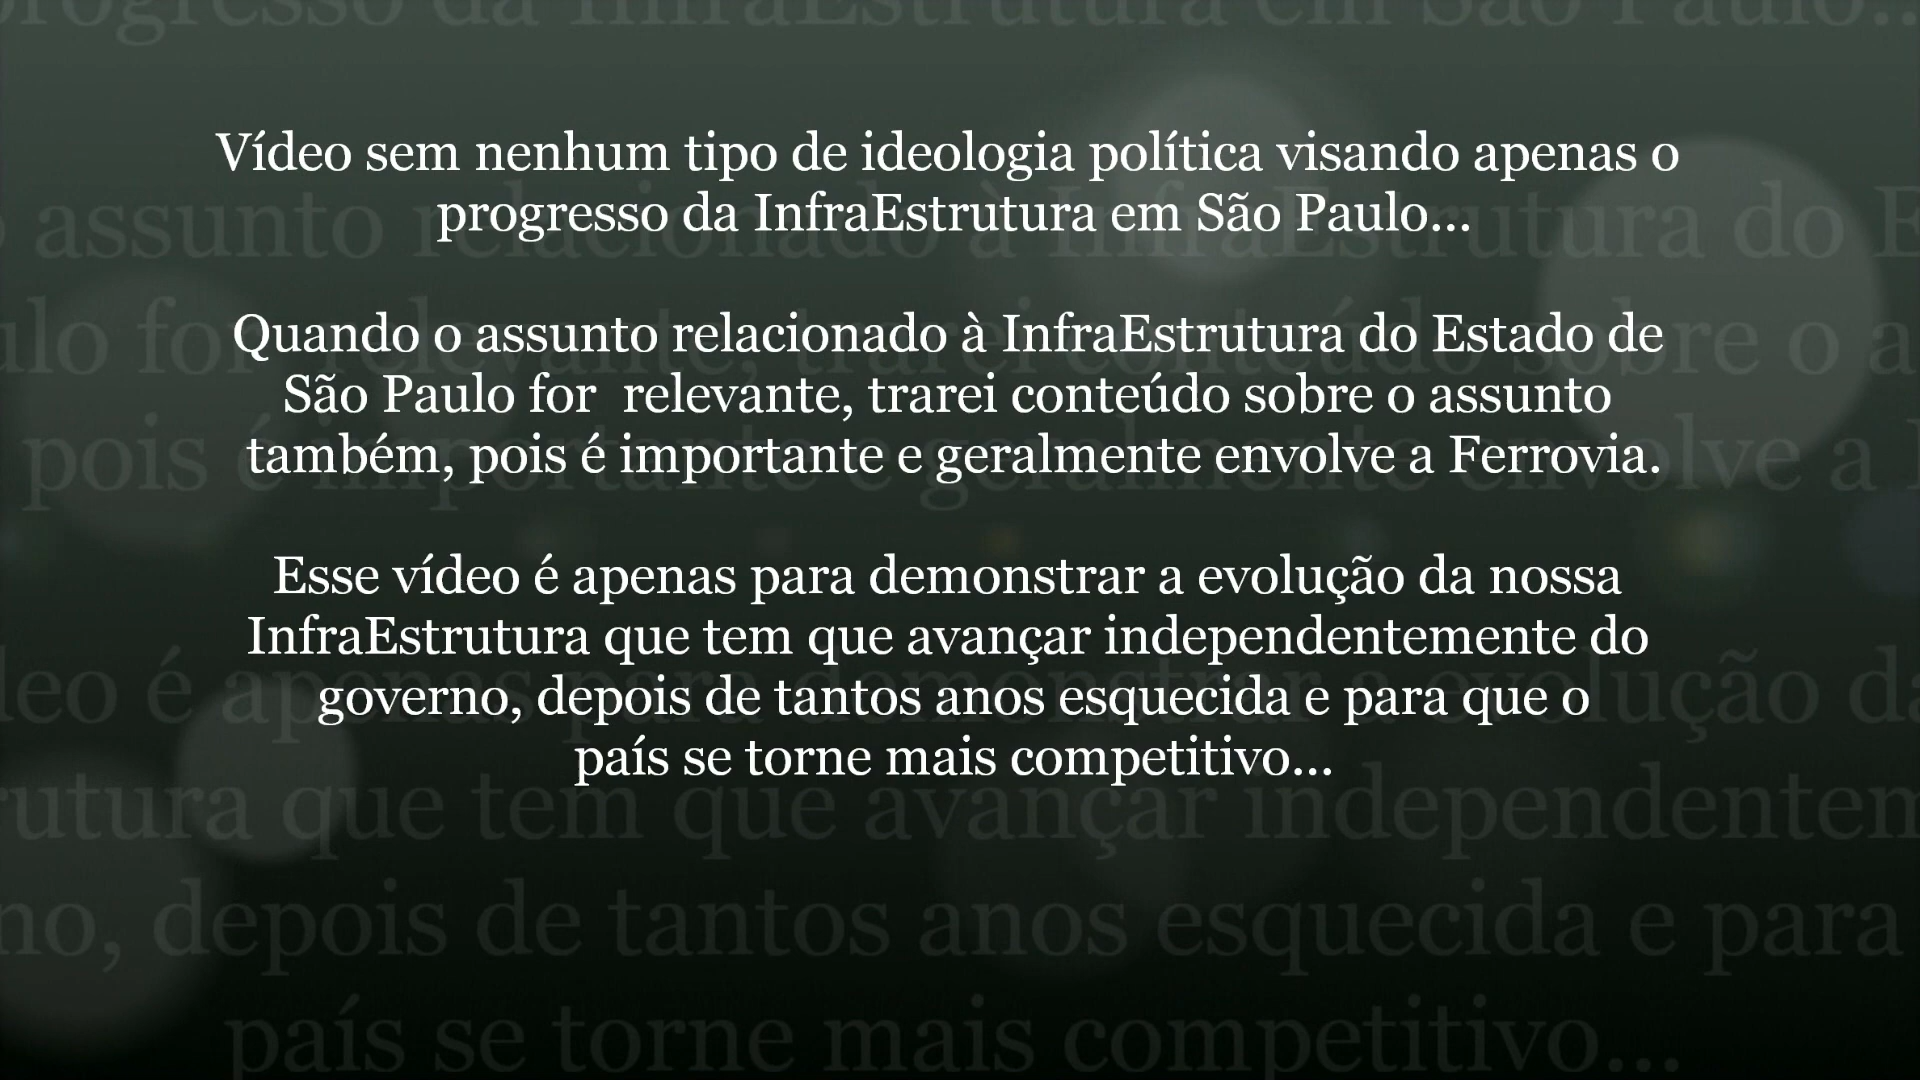 Vídeo sem nenhum tipo de ideologia política visando apenas o
progresso da InfraEstrutura em São Paulo...
Quando o assunto relacionado à InfraEstrutura do Estado de
São Paulo for  relevante, trarei conteúdo sobre o assunto
também, pois é importante e geralmente envolve a Ferrovia.
Esse vídeo é apenas para demonstrar a evolução da nossa
InfraEstrutura que tem que avançar independentemente do
governo, depois de tantos anos esquecida e para que o
país se torne mais competitivo...